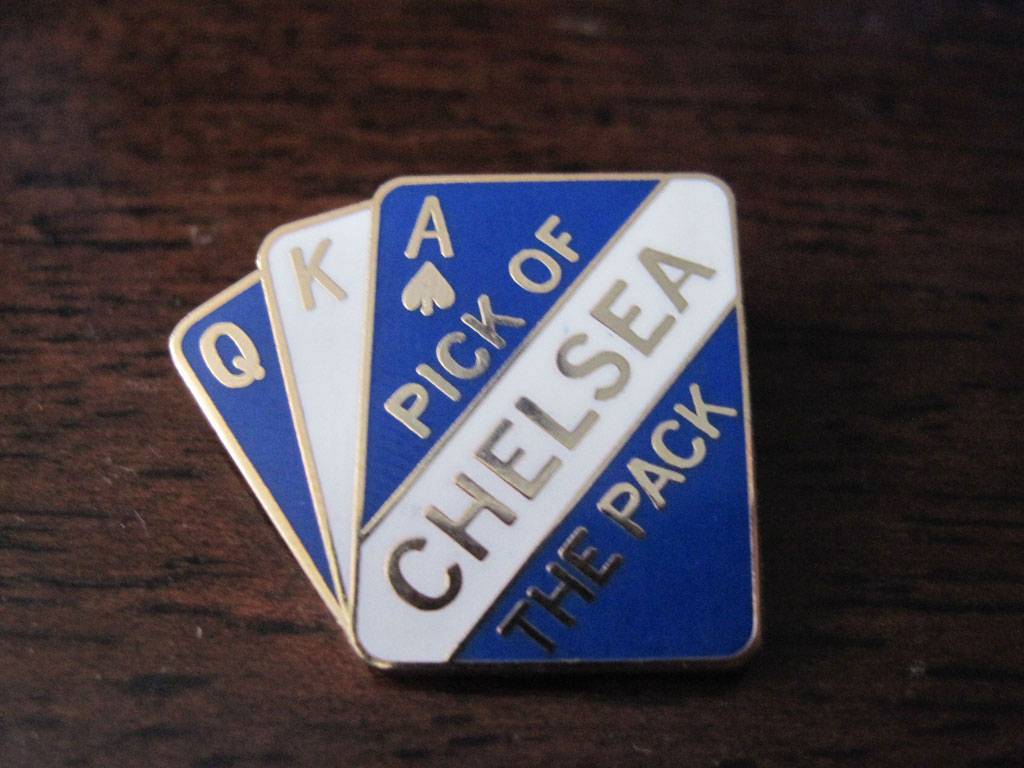 Q
K
A
PICK OF
CHELSEA
THE PACK